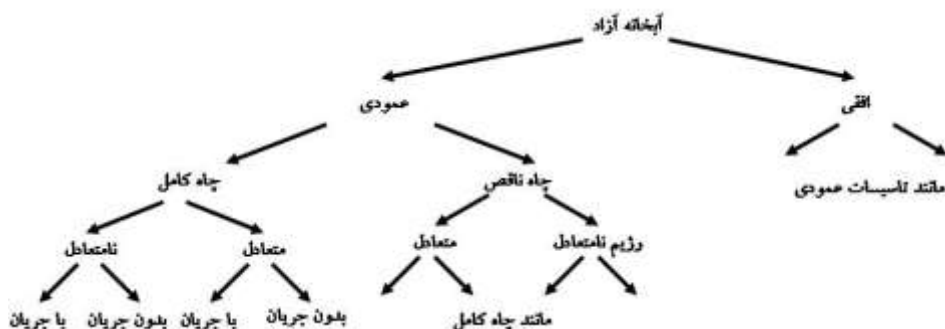 آبخانه آزاد
افقی
عمودی
مانند تاسیسات عمودی
چاه ناقص
چاه کامل
رژیم نامتعادل
متعادل
متعادل
نامتعادل
مانند چاه کامل
بدون جریان
با جریان
بدون جریان
با جریان